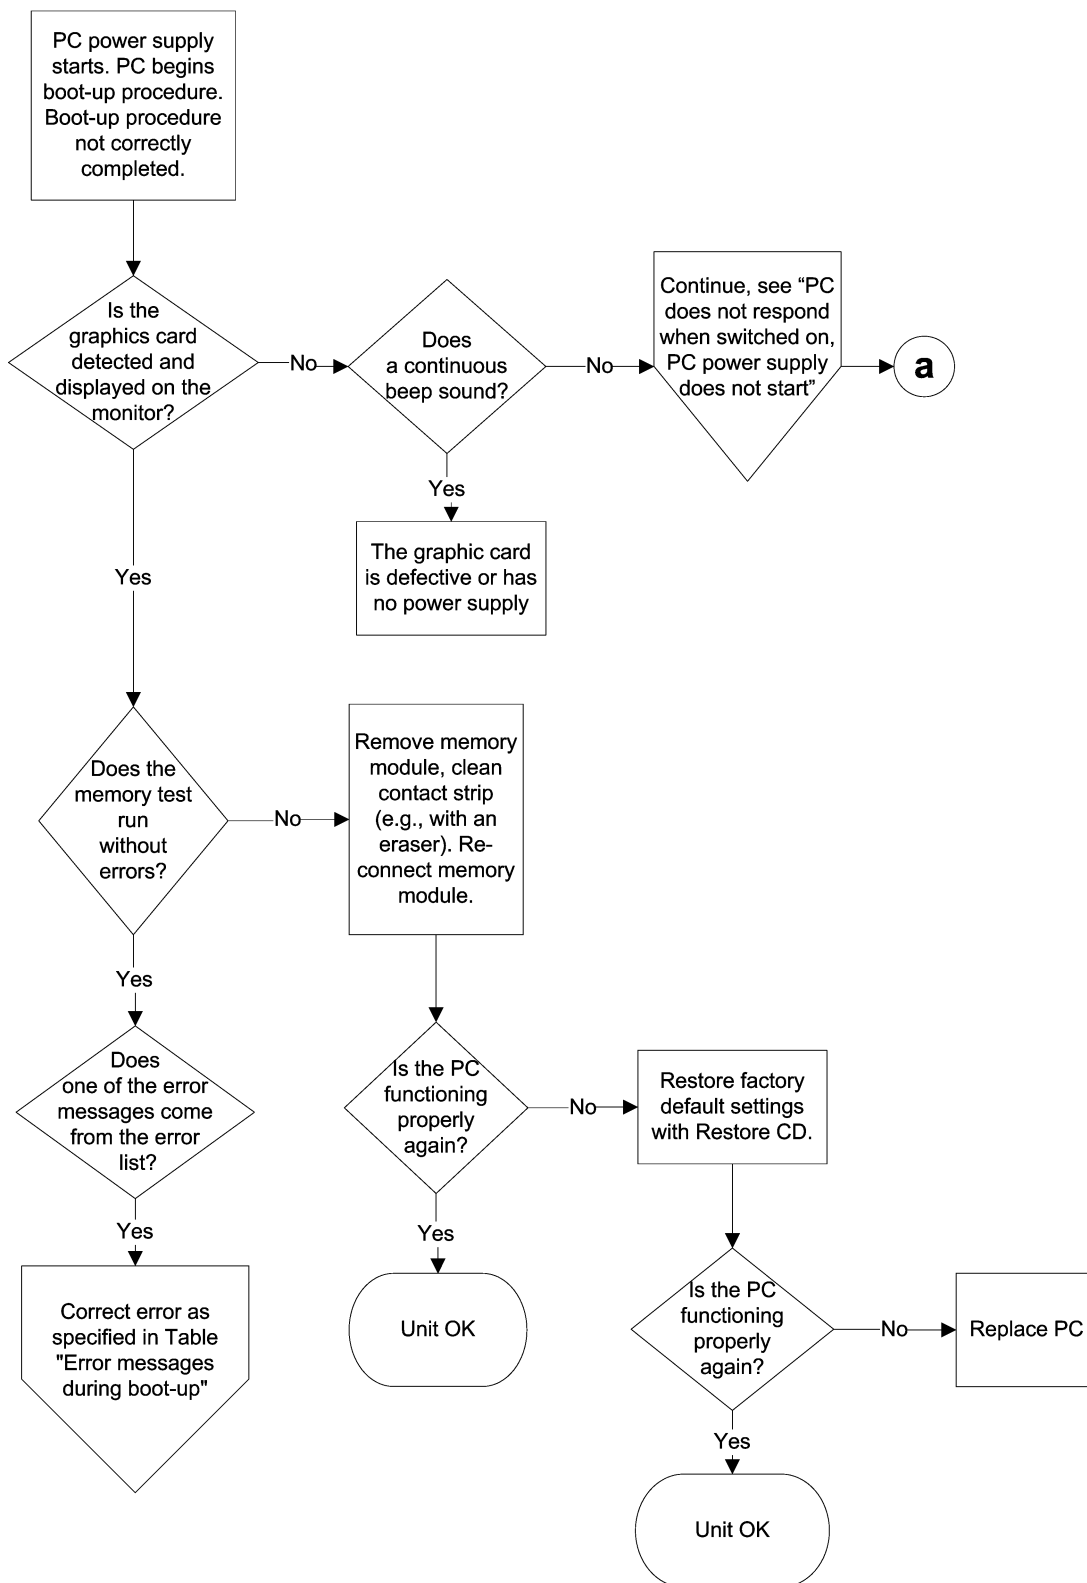 PC power supply
starts. PC begins
boot-up procedure.
Boot-up procedure
not correctly
completed.
Is the
graphics card
detected and
displayed on the
monitor?
No
Does
a continuous
beep sound?
No
Continue, see “PC
does not respond
when switched on,
PC power supply
does not start”
a
Yes
The graphic card
is defective or has
no power supply
Yes
Does the
memory test
run
without
errors?
No
Remove memory
module, clean
contact strip
(e.g., with an
eraser). Re-
connect memory
module.
Yes
Does
one of the error
messages come
from the error
list?
Is the PC
functioning
properly
again?
No
Restore factory
default settings
with Restore CD.
Yes
Correct error as
specified in Table
"Error messages
during boot-up"
Yes
Unit OK
Is the PC
functioning
properly
again?
No
Replace PC
Yes
Unit OK